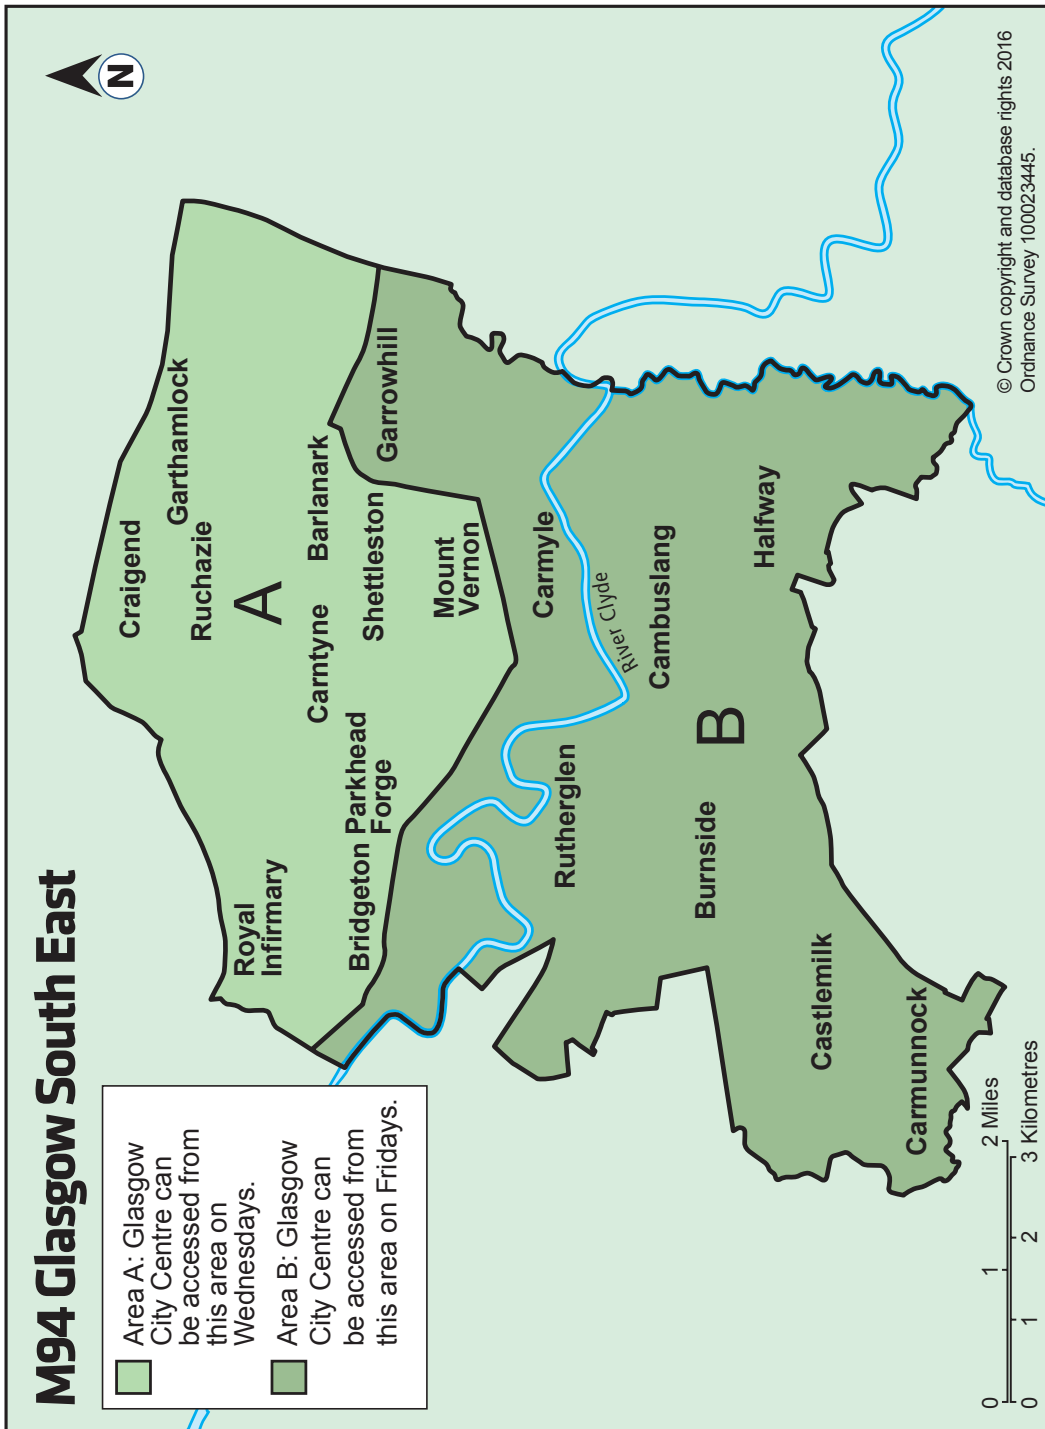 M94 Glasgow South East
Area A: Glasgow
City Centre can
be accessed from
this area on
Wednesdays.
Area B: Glasgow
City Centre can
be accessed from
this area on Fridays.
N
Craigend
Garthamlock
Ruchazie
A
Royal
Infirmary
Carntyne
Barlanark
Bridgeton
Parkhead
Forge
Shettleston
Garrowhill
Mount
Vernon
Carmyle
Rutherglen
River Clyde
Cambuslang
Burnside
B
Halfway
Castlemilk
Carmunnock
0 1 2 Miles
0 1 2 3 Kilometres
© Crown copyright and database rights 2016
Ordnance Survey 100023445.